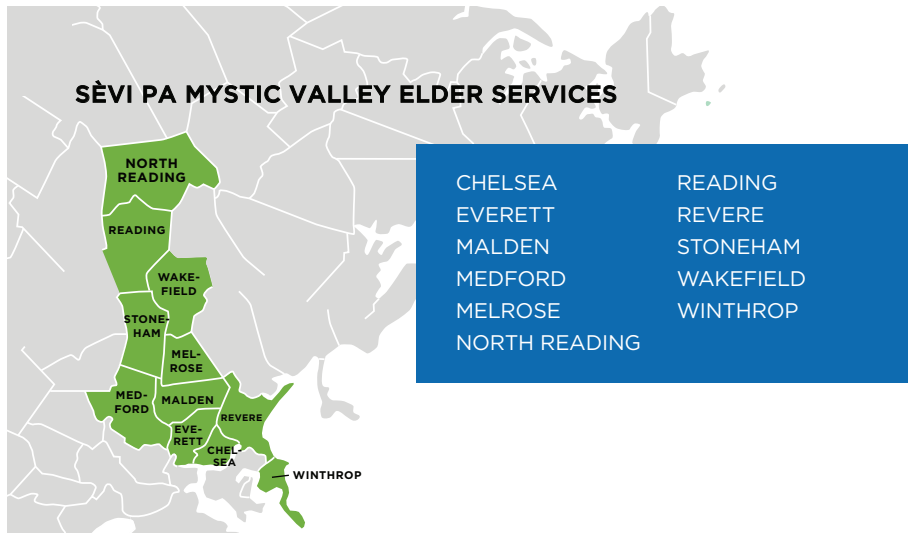 SÈVI PA MYSTIC VALLEY ELDER SERVICES
NORTH
READING
READING
WAKE-
FIELD
STONE-
HAM
MEL-
ROSE
MED-
FORD
MALDEN
REVERE
EVE-
RETT
CHEL-
SEA
WINTHROP
CHELSEA
EVERETT
MALDEN
MEDFORD
MELROSE
NORTH READING
READING
REVERE
STONEHAM
WAKEFIELD
WINTHROP